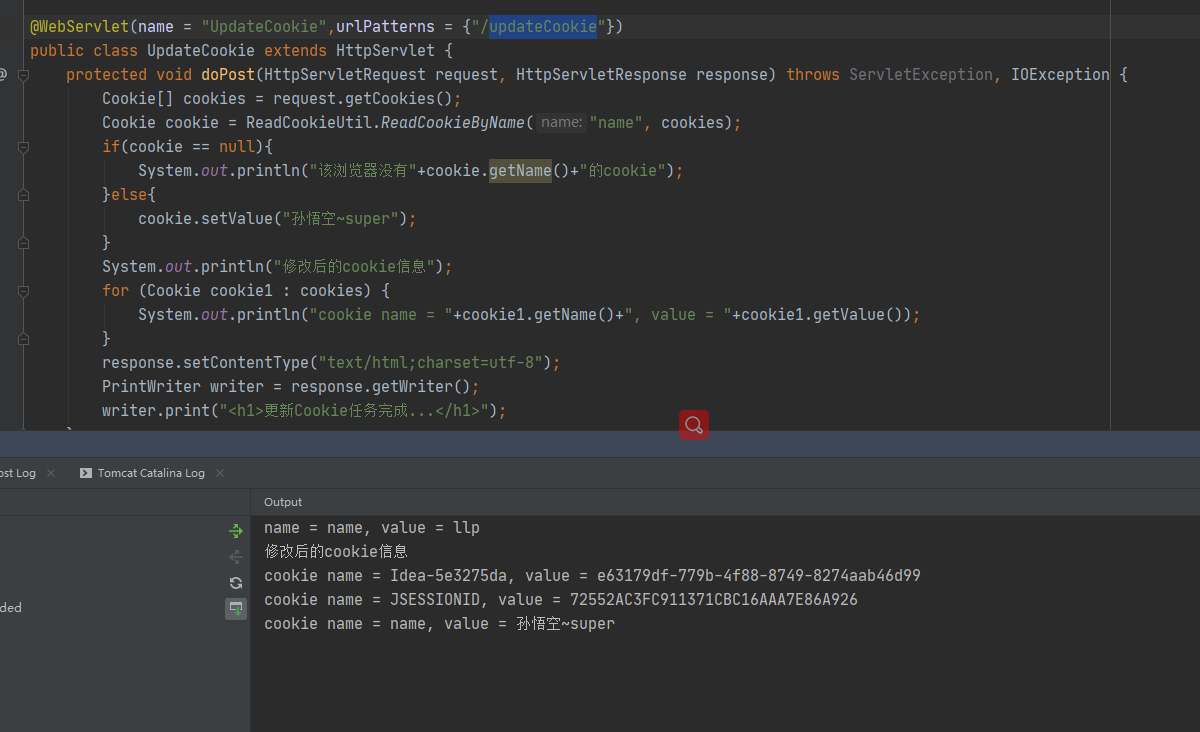 @WebServlet(name = "UpdateCookie",urlPatterns = {"/updateCookie"})
public class UpdateCookie extends HttpServlet {
protected void doPost(HttpServletRequest request, HttpServletResponse response) throws ServletException, IOException {
Cookie[] cookies = request.getCookies();
Cookie cookie = ReadCookieUtil.ReadCookieByName( name: "name", cookies);
if(cookie == null){
System.out.println("该浏览器没有"+cookie.getName()+"的cookie");
}else{
cookie.setValue("孙悟空~super");
}
System.out.println("修改后的cookie信息");
for (Cookie cookie1 : cookies) {
System.out.println("cookie name = "+cookie1.getName()+", value = "+cookie1.getValue());
}
response.setContentType("text/html;charset=utf-8");
PrintWriter writer = response.getWriter();
writer.print("<h1>更新Cookie任务完成...</h1>");
ost Log × Tomcat Catalina Log ×
Output
name = name, value = llp
修改后的cookie信息
cookie name = Idea-5e3275da, value = e63179df-779b-4f88-8749-8274aab46d99
cookie name = JSESSIONID, value = 72552AC3FC911371CBC16AAA7E86A926
ded
cookie name = name, value = 孙悟空~super